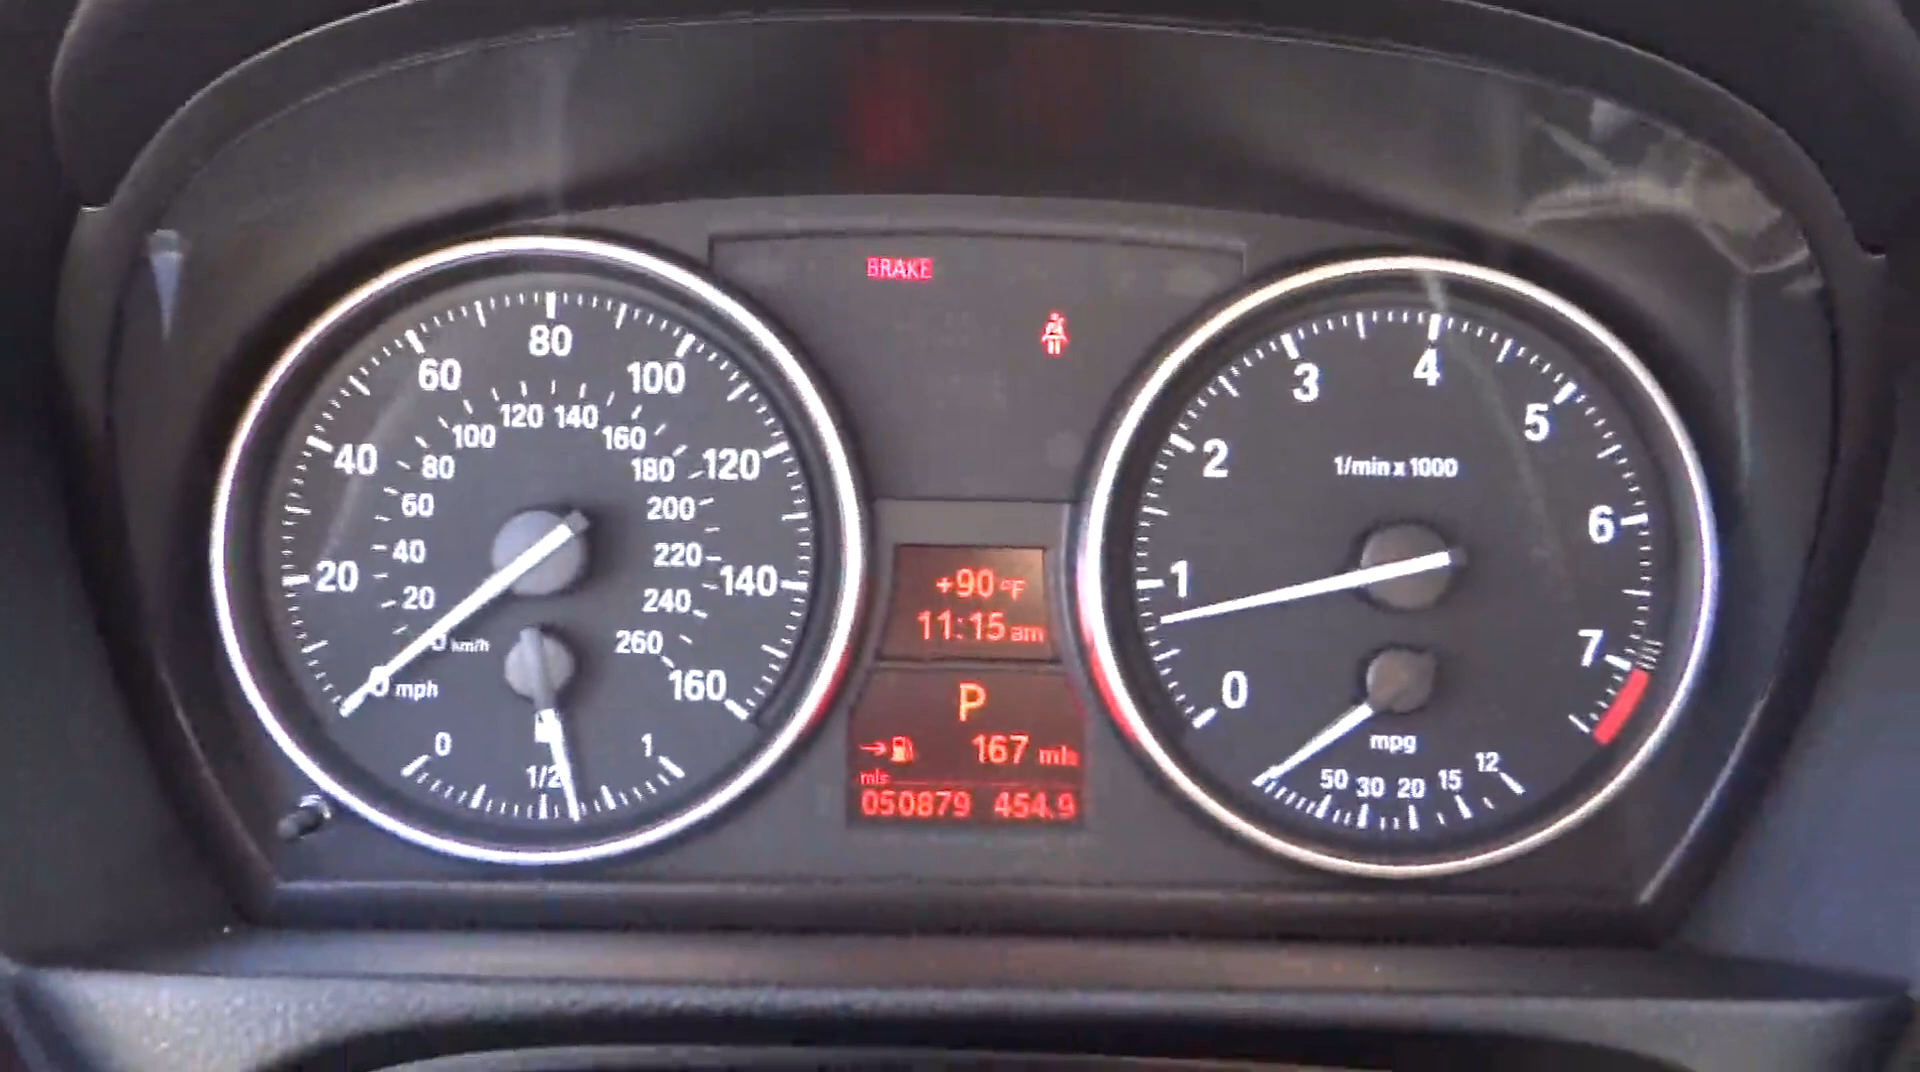 BRAKE
80
60
100
40
120
20
140
0 mph
160
120 140
100
160
80
180
60
200
40
220
20
240
km/h
260
0
1/2
1
+90 °F
11:15 am
P
167 mls
mls
050879 454.9
4
3
5
2
6
1
7
0
1/min x 1000
mpg
50 30 20 15 12